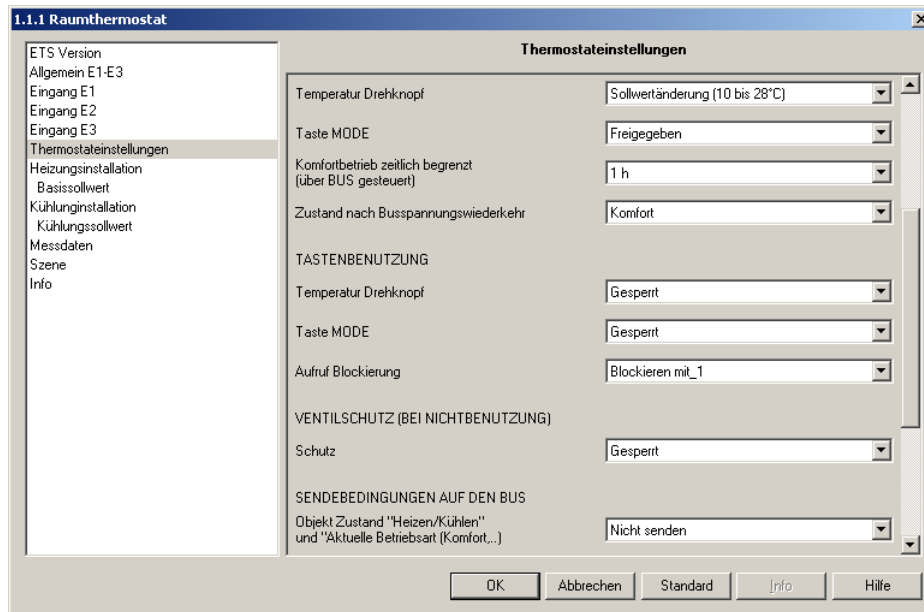 1.1.1 Raumthermostat
ETS Version
Allgemein E1-E3
Eingang E1
Eingang E2
Eingang E3
Thermostateinstellungen
Heizungsinstallation
Basissollwert
Kühlunginstallation
Kühlungssollwert
Messdaten
Szene
Info
Thermostateinstellungen
Temperatur Drehknopf
Sollwertänderung (10 bis 28°C)
Taste MODE
Freigegeben
Komfortbetrieb zeitlich begrenzt
(über BUS gesteuert)
1 h
Zustand nach Busspannungswiederkehr
Komfort
TASTENBENUTZUNG
Temperatur Drehknopf
Gesperrt
Taste MODE
Gesperrt
Aufruf Blockierung
Blockieren mit_1
VENTILSCHUTZ (BEI NICHTBENUTZUNG)
Schutz
Gesperrt
SENDEBEDINGUNGEN AUF DEN BUS
Objekt Zustand "Heizen/Kühlen"
und "Aktuelle Betriebsart (Komfort,..)
Nicht senden
OK
Abbrechen
Standard
Info
Hilfe